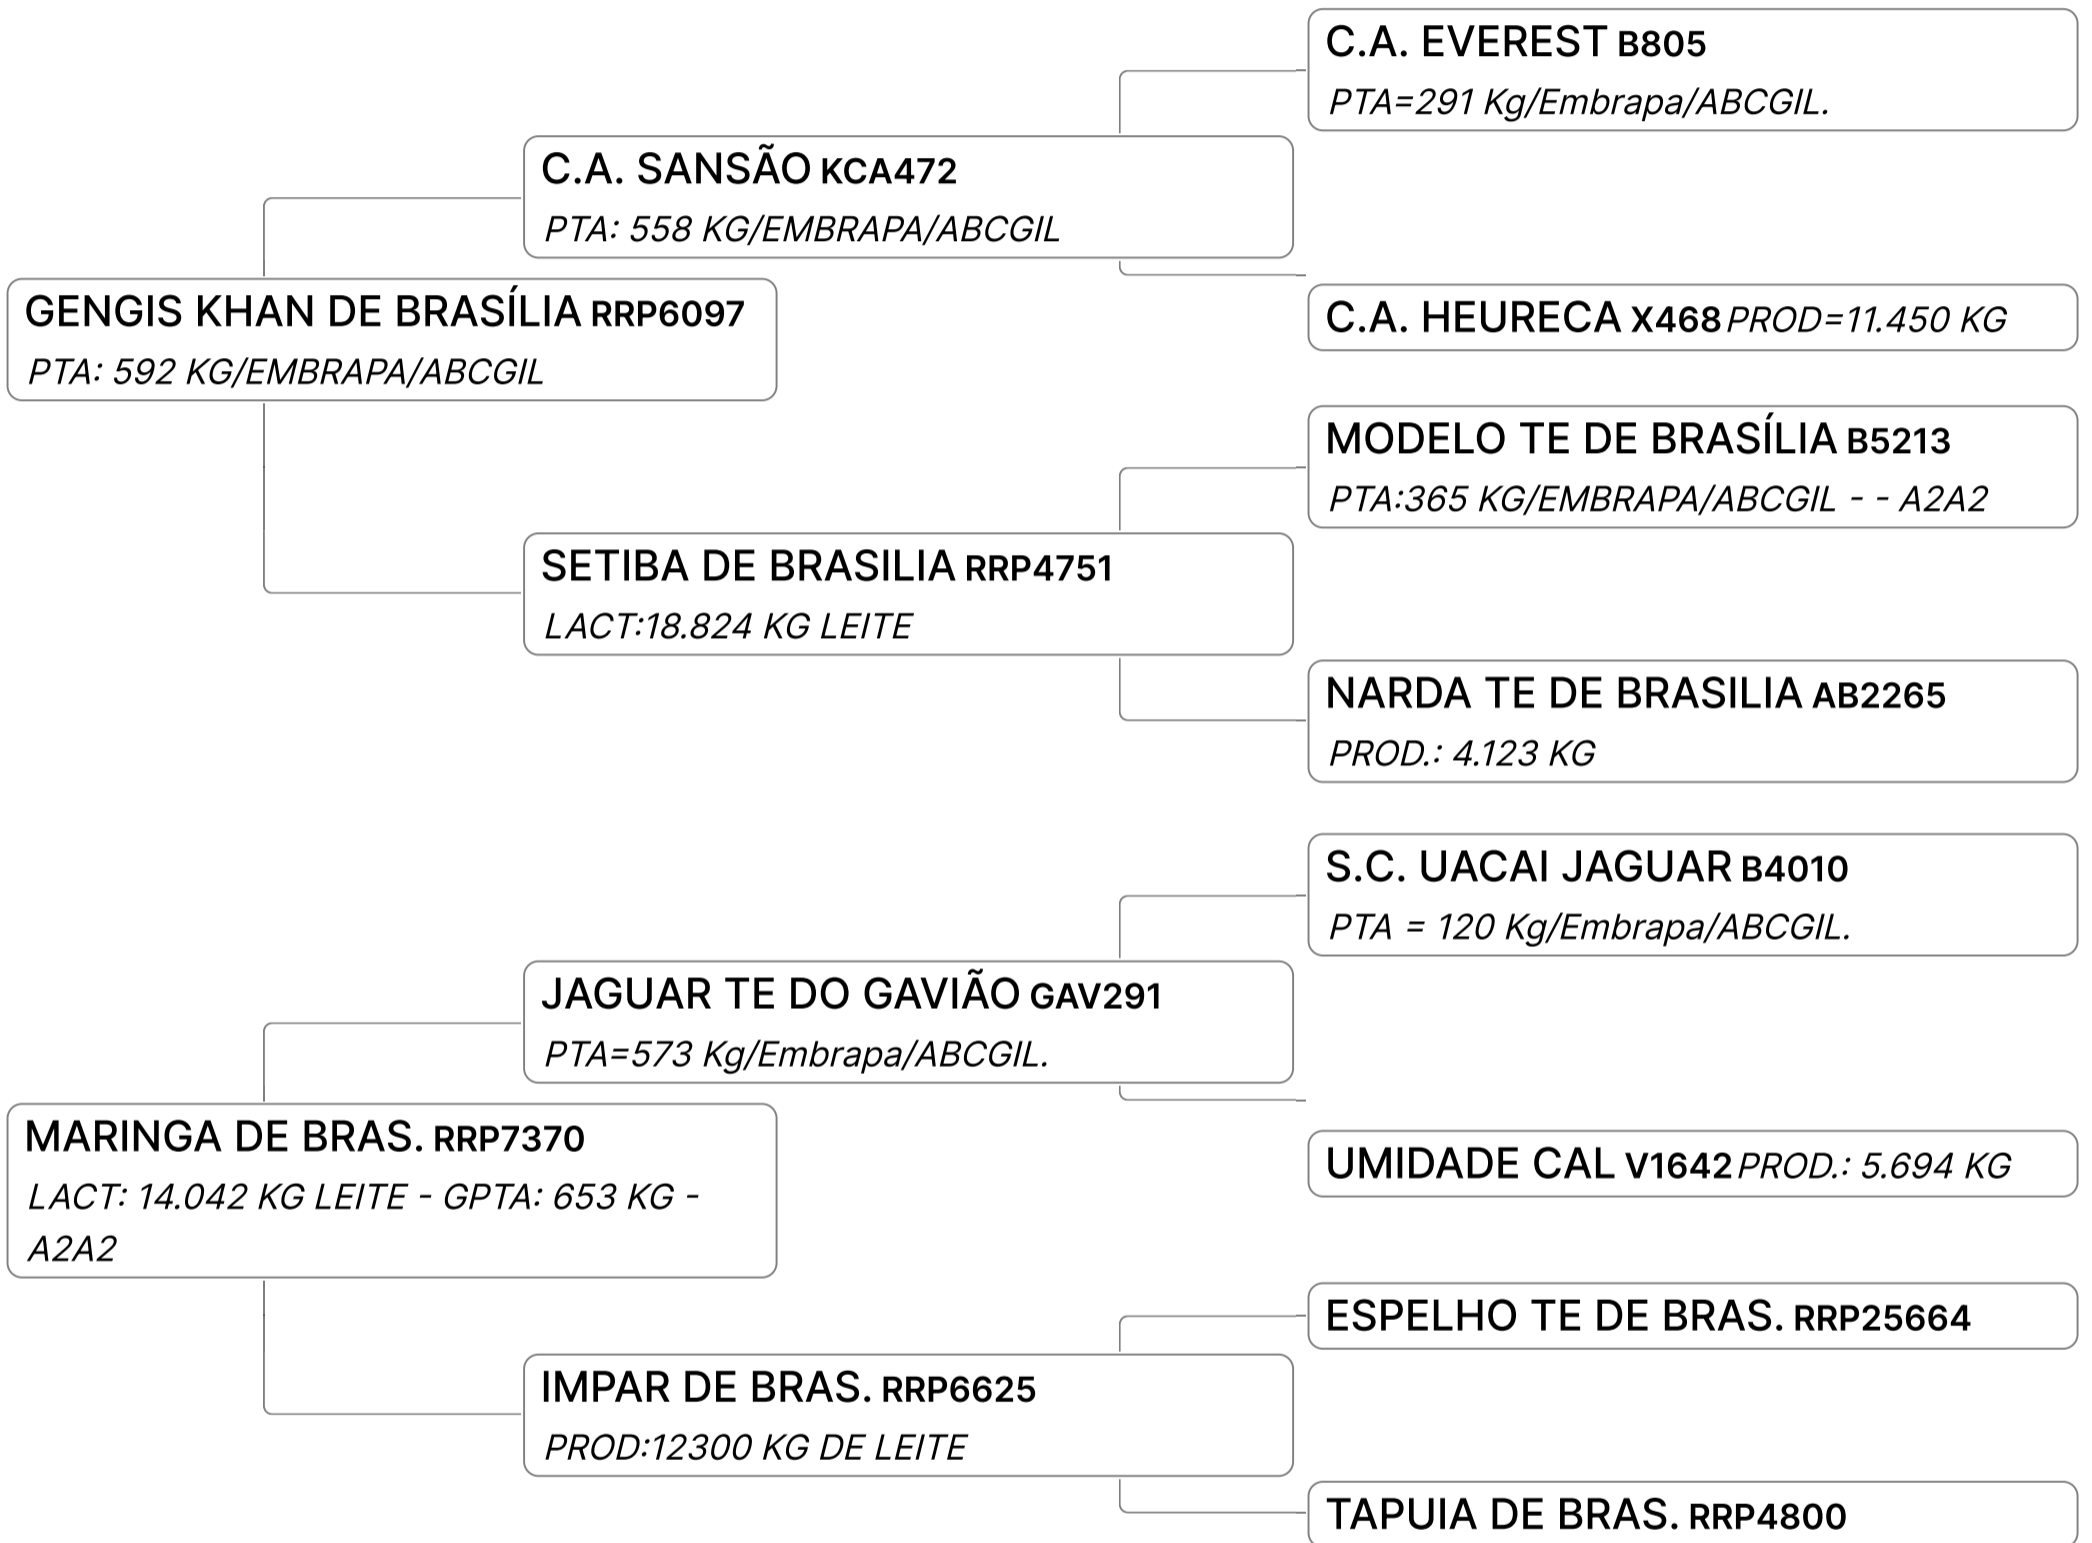 C.A. EVEREST B805
PTA=291 Kg/Embrapa/ABCGIL.
C.A. SANSÃO KCA472
PTA: 558 KG/EMBRAPA/ABCGIL
GENGIS KHAN DE BRASÍLIA RRP6097
PTA: 592 KG/EMBRAPA/ABCGIL
C.A. HEURECA X468 PROD=11.450 KG
MODELO TE DE BRASÍLIA B5213
PTA:365 KG/EMBRAPA/ABCGIL - - A2A2
SETIBA DE BRASILIA RRP4751
LACT:18.824 KG LEITE
NARDA TE DE BRASILIA AB2265
PROD.: 4.123 KG
S.C. UACAI JAGUAR B4010
PTA = 120 Kg/Embrapa/ABCGIL.
JAGUAR TE DO GAVIÃO GAV291
PTA=573 Kg/Embrapa/ABCGIL.
MARINGA DE BRAS. RRP7370
LACT: 14.042 KG LEITE - GPTA: 653 KG -
A2A2
UMIDADE CAL V1642 PROD.: 5.694 KG
ESPELHO TE DE BRAS. RRP25664
IMPAR DE BRAS. RRP6625
PROD:12300 KG DE LEITE
TAPUIA DE BRAS. RRP4800